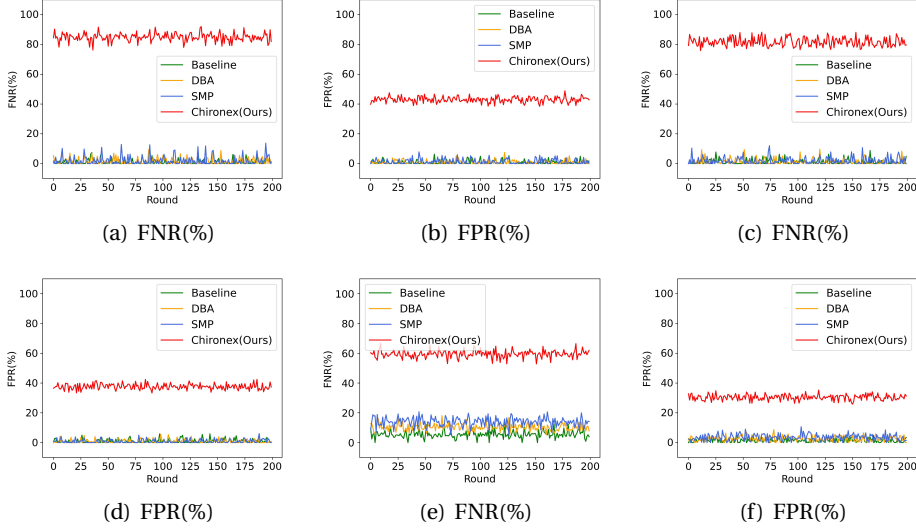 100
80
60
40
20
0
FNR(%)
Baseline
DBA
SMP
Chironex(Ours)
0 25 50 75 100 125 150 175 200
Round
(a) FNR(%)
100
80
60
40
20
0
FPR(%)
Baseline
DBA
SMP
Chironex(Ours)
0 25 50 75 100 125 150 175 200
Round
(b) FPR(%)
100
80
60
40
20
0
FNR(%)
Baseline
DBA
SMP
Chironex(Ours)
0 25 50 75 100 125 150 175 200
Round
(c) FNR(%)
100
80
60
40
20
0
FPR(%)
Baseline
DBA
SMP
Chironex(Ours)
0 25 50 75 100 125 150 175 200
Round
(d) FPR(%)
100
80
60
40
20
0
FNR(%)
Baseline
DBA
SMP
Chironex(Ours)
0 25 50 75 100 125 150 175 200
Round
(e) FNR(%)
100
80
60
40
20
0
FPR(%)
Baseline
DBA
SMP
Chironex(Ours)
0 25 50 75 100 125 150 175 200
Round
(f) FPR(%)